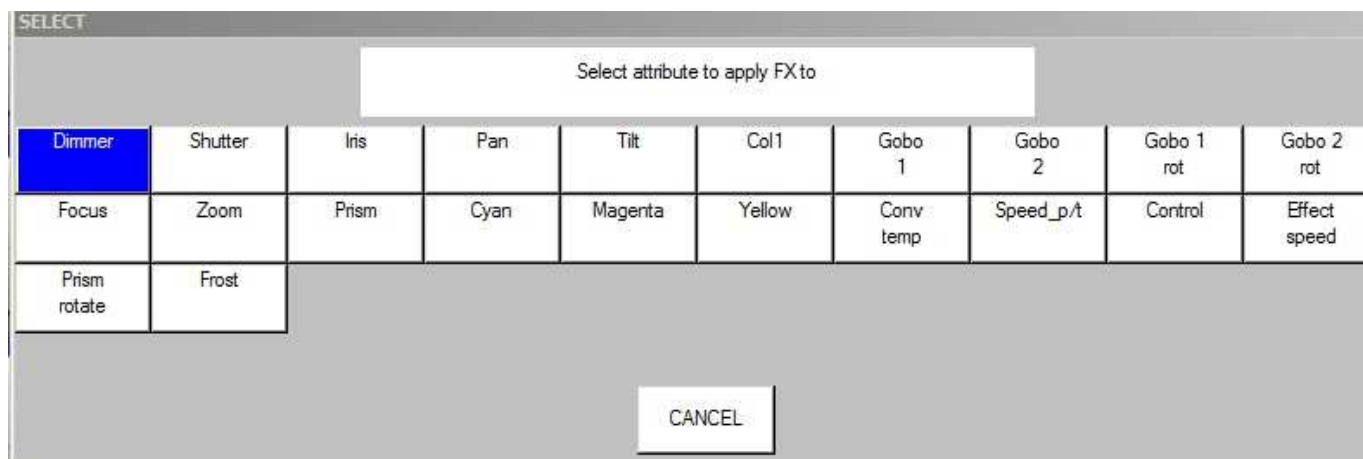 SELECT
Select attribute to apply FX to
Dimmer
Shutter
Iris
Pan
Tilt
Col1
Gobo
1
Gobo
2
Gobo 1
rot
Gobo 2
rot
Focus
Zoom
Prism
Cyan
Magenta
Yellow
Conv
temp
Speed_p/t
Control
Effect
speed
Prism
rotate
Frost
CANCEL